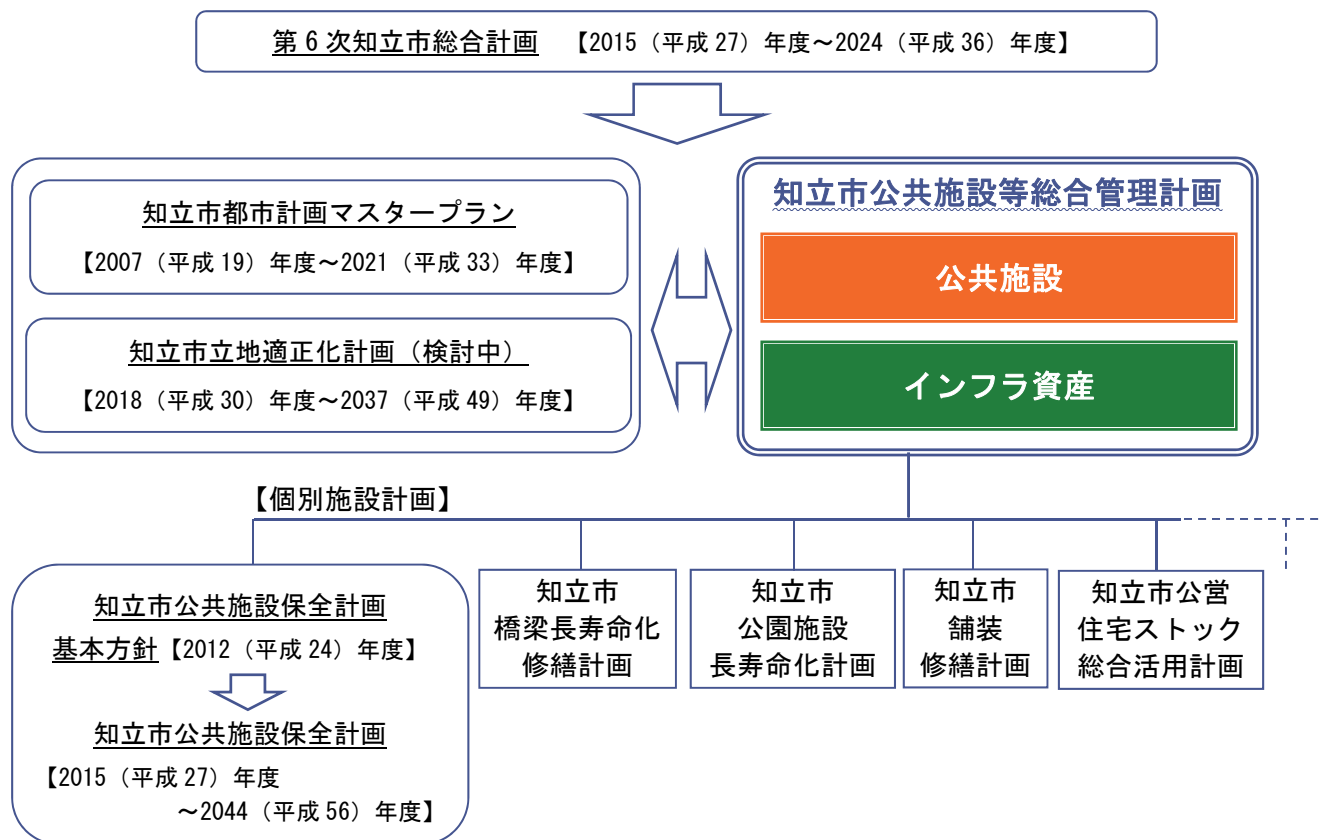 第6次知立市総合計画 【2015（平成27）年度～2024（平成36）年度】
知立市都市計画マスタープラン
【2007（平成19）年度～2021（平成33）年度】
知立市立地適正化計画（検討中）
【2018（平成30）年度～2037（平成49）年度】
知立市公共施設等総合管理計画
公共施設
インフラ資産
【個別施設計画】
知立市公共施設保全計画
基本方針【2012（平成24）年度】
知立市公共施設保全計画
【2015（平成27）年度
～2044（平成56）年度】
知立市
橋梁長寿命化
修繕計画
知立市
公園施設
長寿命化計画
知立市
舗装
修繕計画
知立市公営
住宅ストック
総合活用計画